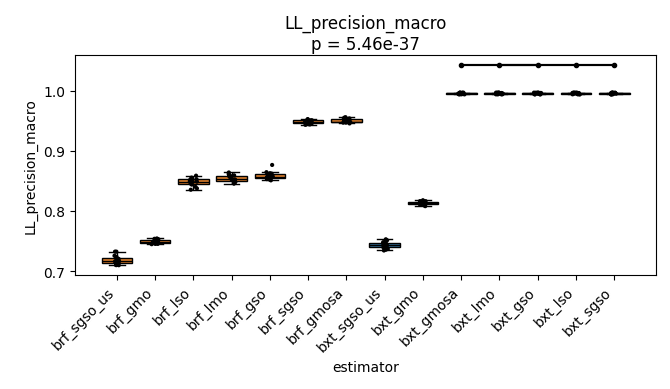 LL_precision_macro
p = 5.46e-37
LL_precision_macro
1.0
0.9
0.8
0.7
brf_sgso_us
brf_gmo
brf_lso
brf_lmo
brf_gso
brf_sgso
brf_gmosa
bxt_sgso_us
bxt_gmo
bxt_gmosa
bxt_lmo
bxt_gso
bxt_lso
bxt_sgso
estimator